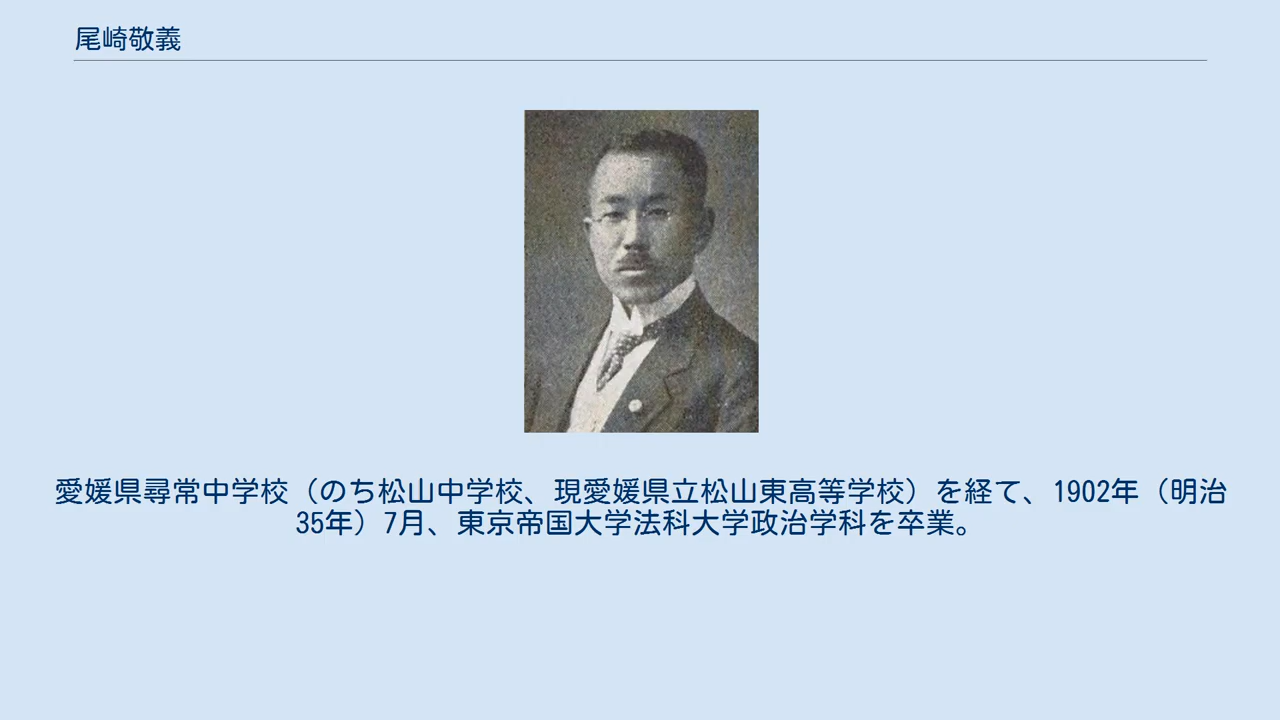 尾崎敬義
愛媛県尋常中学校（のち松山中学校、現愛媛県立松山東高等学校）を経て、1902年（明治
35年）7月、東京帝国大学法科大学政治学科を卒業。